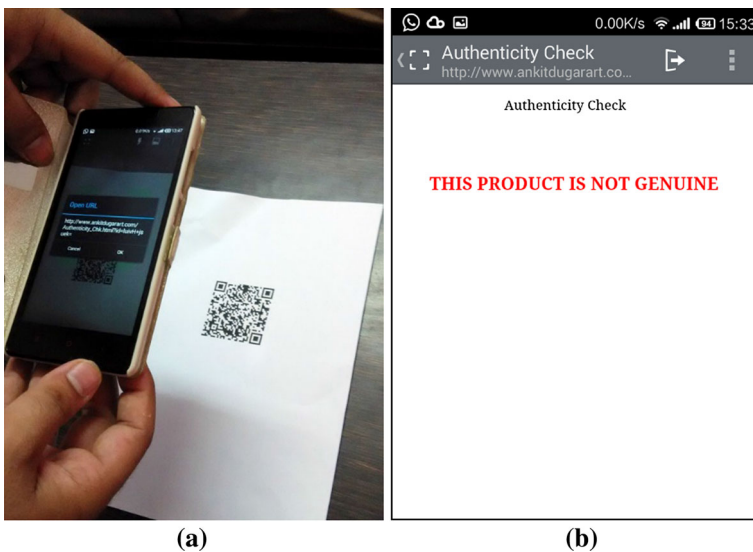 Open URL
http://www.ankitdugarart.com/
Cancel
OK
(a)
0.00K/s
94
15:33
Authenticity Check
http://www.ankitdugarart.co...
Authenticity Check
THIS PRODUCT IS NOT GENUINE
(b)